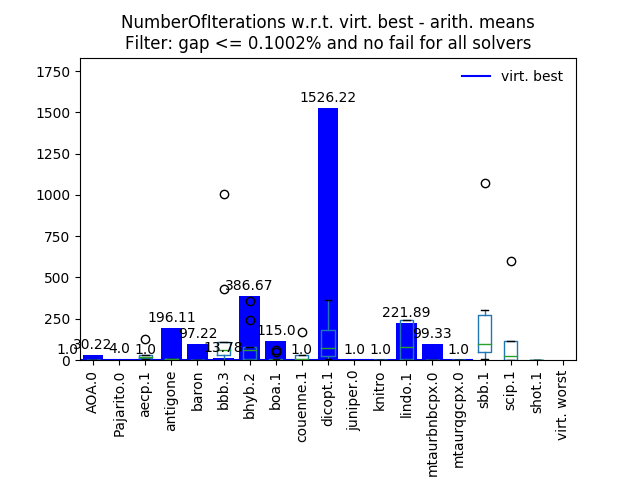 NumberOfIterations w.r.t. virt. best - arith. means
Filter: gap <= 0.1002% and no fail for all solvers
virt. best
1750
1500
1250
1000
750
500
250
0
1526.22
386.67
196.11
221.89
115.0
97.22
99.33
30.22
13.78
1.0
4.0
1.0
1.0
1.0
1.0
1.0
AOA.0
Pajarito.0
aecp.1
antigone
baron
bbb.3
bhyb.2
boa.1
couenne.1
dicopt.1
juniper.0
knitro
lindo.1
mtaurbnbcpx.0
mtaurqgcpx.0
sbb.1
scip.1
shot.1
virt. worst